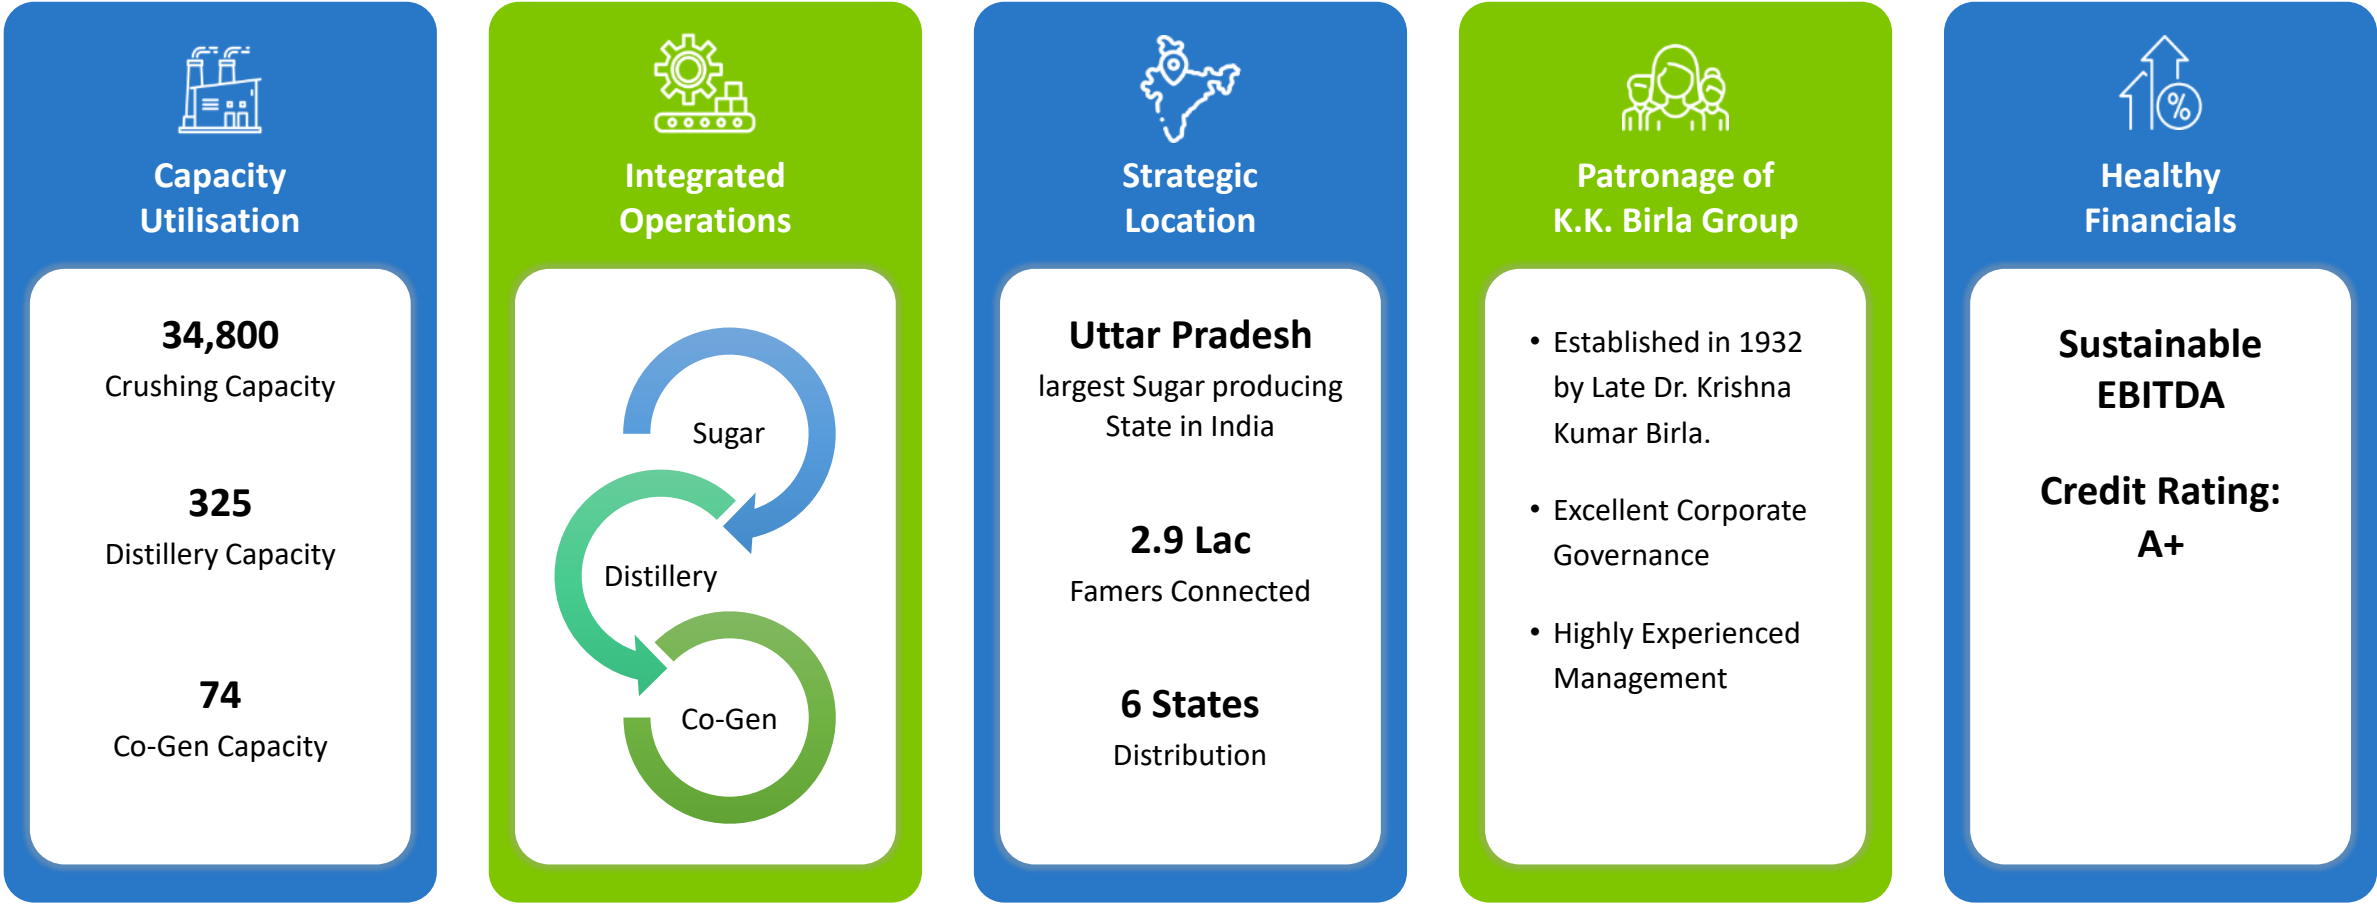 Capacity
Utilisation
34,800
Crushing Capacity
325
Distillery Capacity
74
Co-Gen Capacity
Integrated
Operations
Sugar
Distillery
Co-Gen
Strategic
Location
Uttar Pradesh
largest Sugar producing
State in India
2.9 Lac
Famers Connected
6 States
Distribution
Patronage of
K.K. Birla Group
• Established in 1932
by Late Dr. Krishna
Kumar Birla.
• Excellent Corporate
Governance
• Highly Experienced
Management
%
Healthy
Financials
Sustainable
EBITDA
Credit Rating:
A+